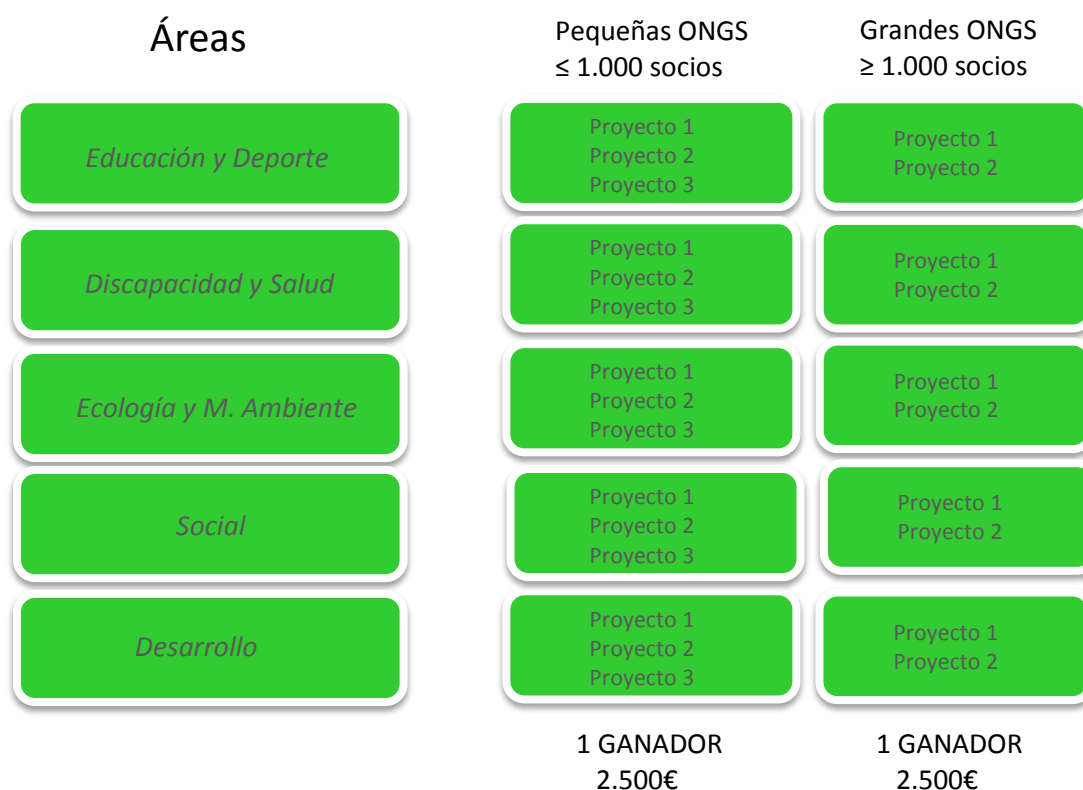 Áreas
Pequeñas ONGS
≤ 1.000 socios
Grandes ONGS
≥ 1.000 socios
Educación y Deporte
Proyecto 1
Proyecto 2
Proyecto 3
Proyecto 1
Proyecto 2
Discapacidad y Salud
Proyecto 1
Proyecto 2
Proyecto 3
Proyecto 1
Proyecto 2
Ecología y M. Ambiente
Proyecto 1
Proyecto 2
Proyecto 3
Proyecto 1
Proyecto 2
Social
Proyecto 1
Proyecto 2
Proyecto 3
Proyecto 1
Proyecto 2
Desarrollo
Proyecto 1
Proyecto 2
Proyecto 3
Proyecto 1
Proyecto 2
1 GANADOR
2.500€
1 GANADOR
2.500€